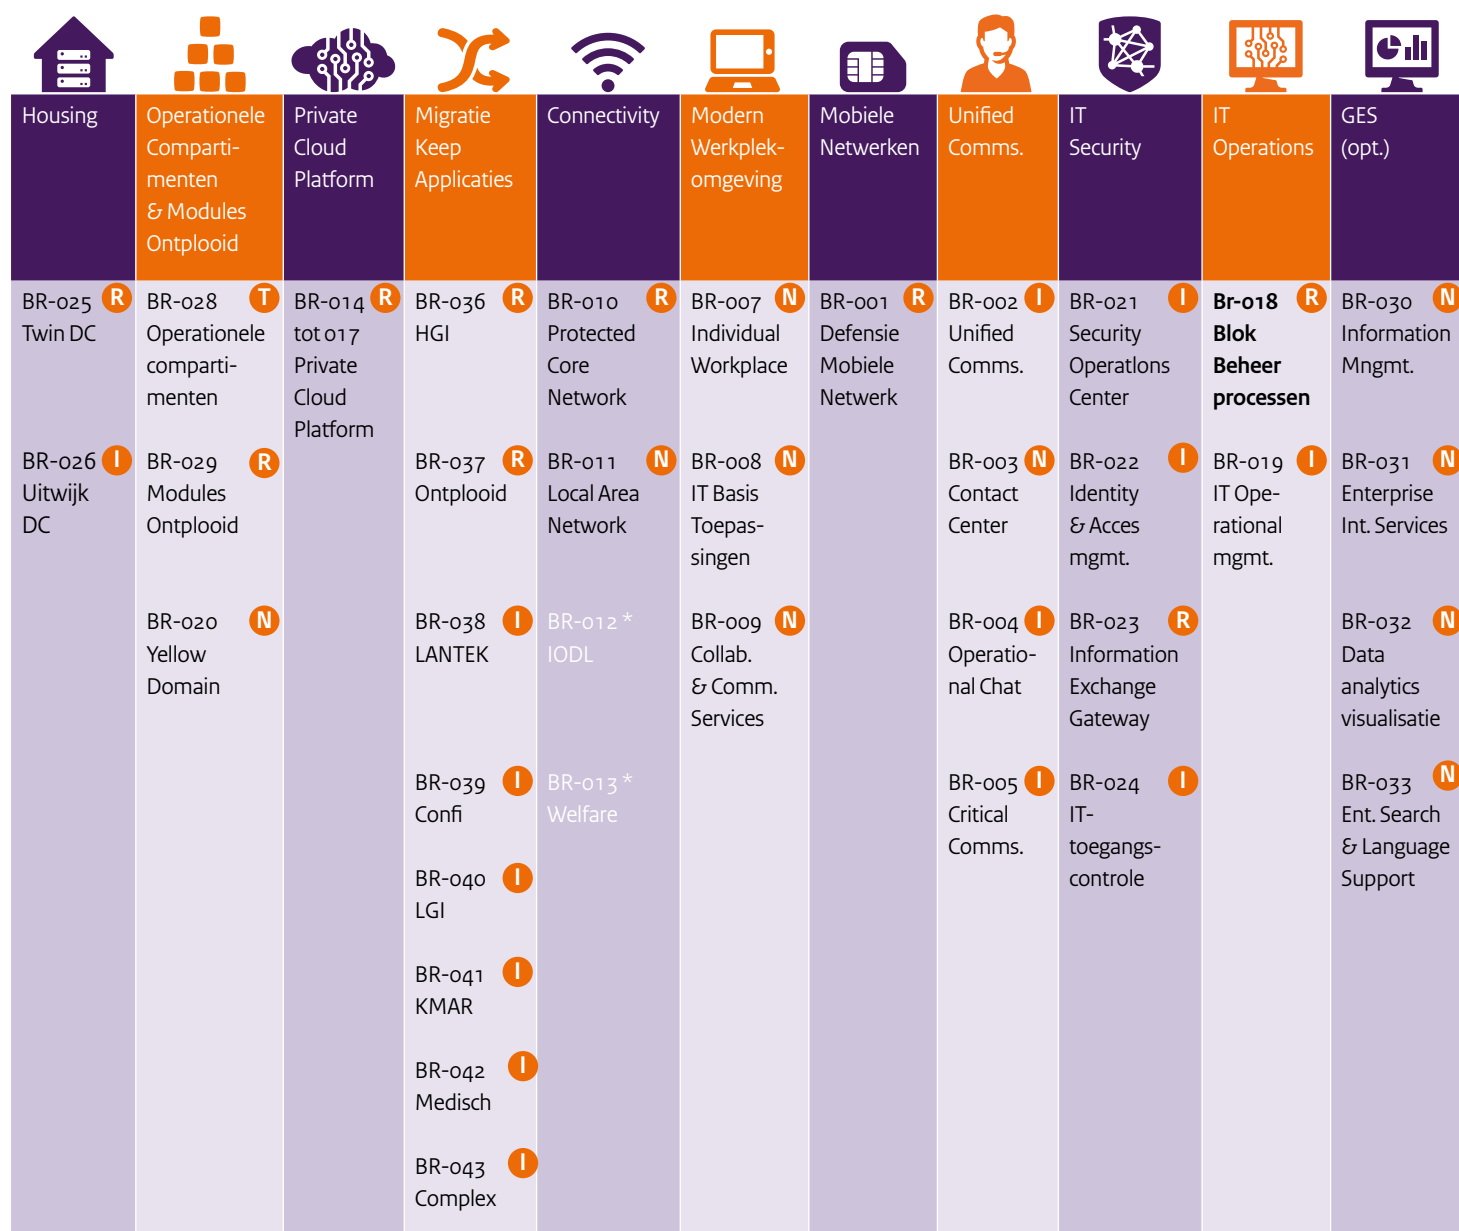 Housing
Operationele
Comparti-
menten
& Modules
Ontplooid
Private
Cloud
Platform
Migratie
Keep
Applicaties
Connectivity
Modern
Werkplek-
omgeving
Mobiele
Netwerken
Unified
Comms.
IT
Security
IT
Operations
GES
(opt.)
BR-025 R
Twin DC
BR-026 I
Uitwijk
DC
BR-028 T
Operationele
comparti-
menten
BR-029 R
Modules
Ontplooid
BR-020 N
Yellow
Domain
BR-014 R
tot 017
Private
Cloud
Platform
BR-036 R
HGI
BR-037 R
Ontplooid
BR-038 I
LANTEK
BR-039 I
Confi
BR-040 I
LGI
BR-041 I
KMAR
BR-042 I
Medisch
BR-043 I
Complex
BR-010 R
Protected
Core
Network
BR-011 N
Local Area
Network
BR-012 *
IODL
BR-013 *
Welfare
BR-007 N
Individual
Workplace
BR-008 N
IT Basis
Toepas-
singen
BR-009 N
Collab.
& Comm.
Services
BR-001 R
Defensie
Mobiele
Netwerk
BR-002 I
Unified
Comms.
BR-003 N
Contact
Center
BR-004 I
Operatio-
nal Chat
BR-005 I
Critical
Comms.
BR-021 I
Security
OperatIons
Center
BR-022 I
Identity
& Acces
mgmt.
BR-023 R
Information
Exchange
Gateway
BR-024 I
IT-
toegangs-
controle
Br-018 R
Blok
Beheer
processen
BR-019 I
IT Ope-
rational
mgmt.
BR-030 N
Information
Mngmt.
BR-031 N
Enterprise
Int. Services
BR-032 N
Data
analytics
visualisatie
BR-033 N
Ent. Search
& Language
Support